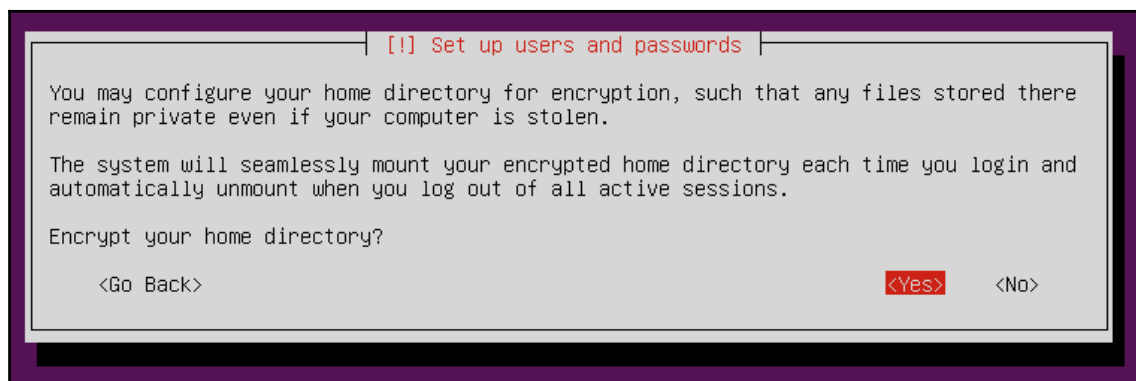 [!] Set up users and passwords
You may configure your home directory for encryption, such that any files stored there
remain private even if your computer is stolen.
The system will seamlessly mount your encrypted home directory each time you login and
automatically unmount when you log out of all active sessions.
Encrypt your home directory?
<Go Back> <Yes> <No>